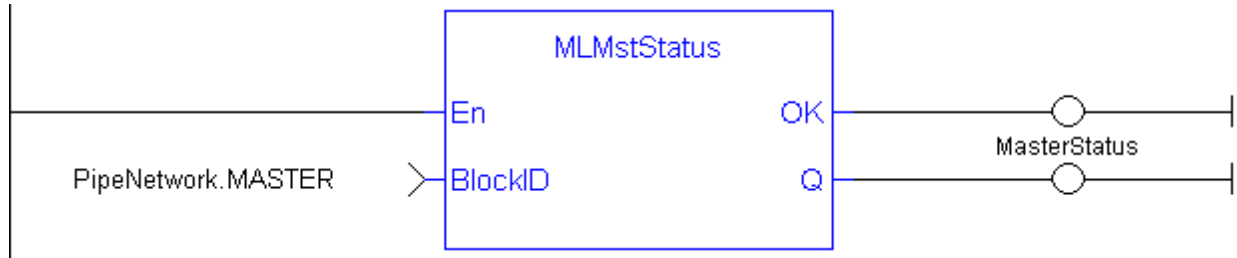 MLMstStatus
En
OK
MasterStatus
PipeNetwork.MASTER
BlockID
Q